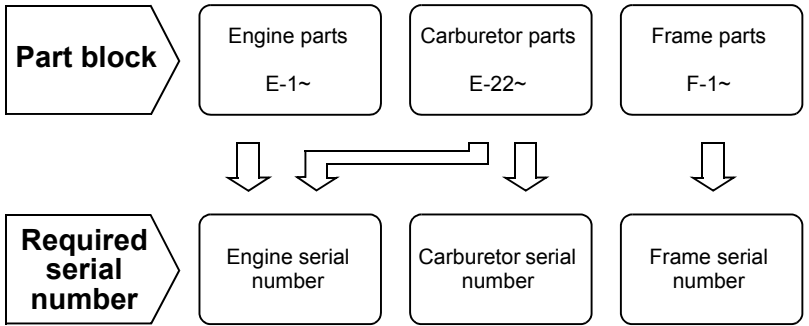 Part block
Engine parts
E-1~
Carburetor parts
E-22~
Frame parts
F-1~
Required
serial
number
Engine serial
number
Carburetor serial
number
Frame serial
number